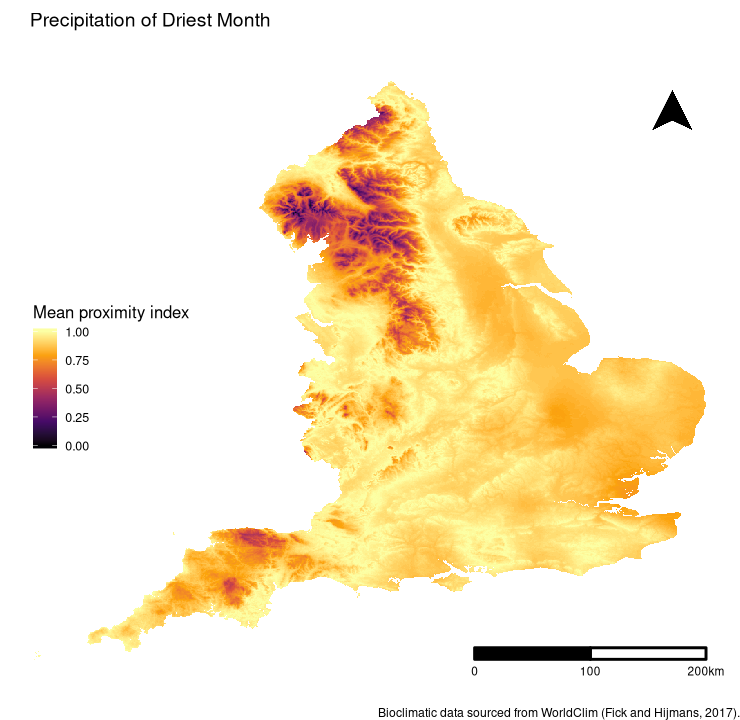 Precipitation of Driest Month
Mean proximity index
1.00
0.75
0.50
0.25
0.00
0
100
200km
Bioclimatic data sourced from WorldClim (Fick and Hijmans, 2017).